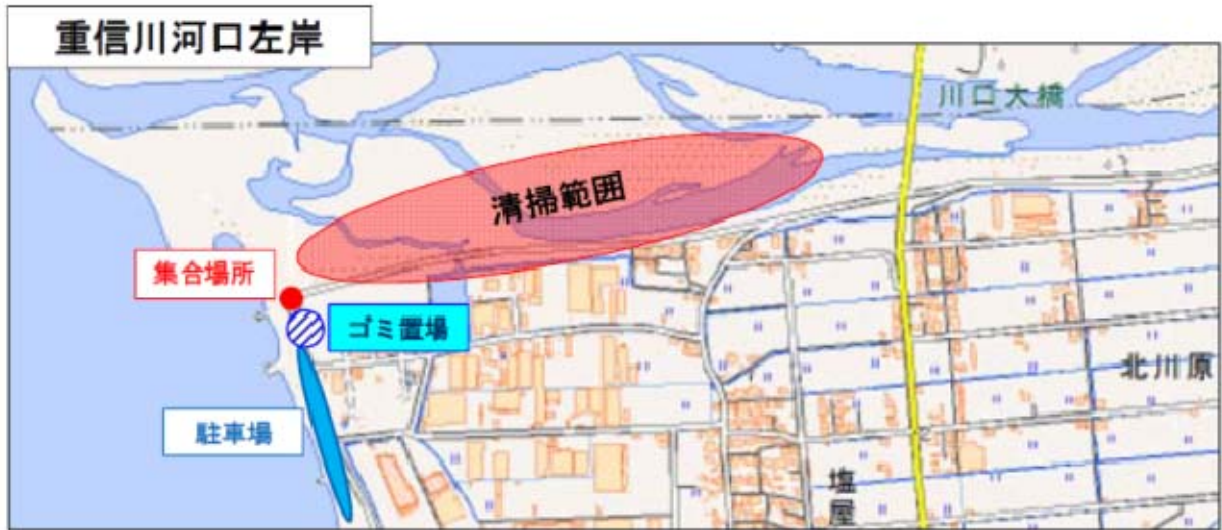 重信川河口左岸
川口大橋
清掃範囲
集合場所
ゴミ置場
北川原
駐車場
塩屋